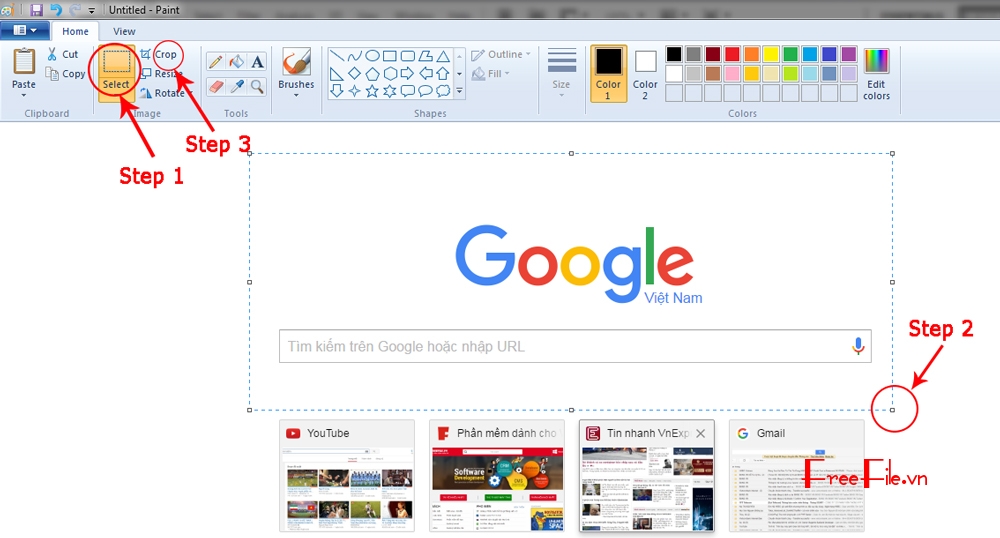 Untitled - Paint
Home
View
Cut
Copy
Paste
Clipboard
Select
Crop
Resize
Rotate
Image
Tools
Brushes
Shapes
Outline
Fill
Size
Color 1
Color 2
Edit colors
Colors
Step 1
Step 3
Google
Việt Nam
Tìm kiếm trên Google hoặc nhập URL
Step 2
YouTube
Phần mềm dành cho
Tin nhanh VnExp
Gmail
Software
Development
FreeFile.vn